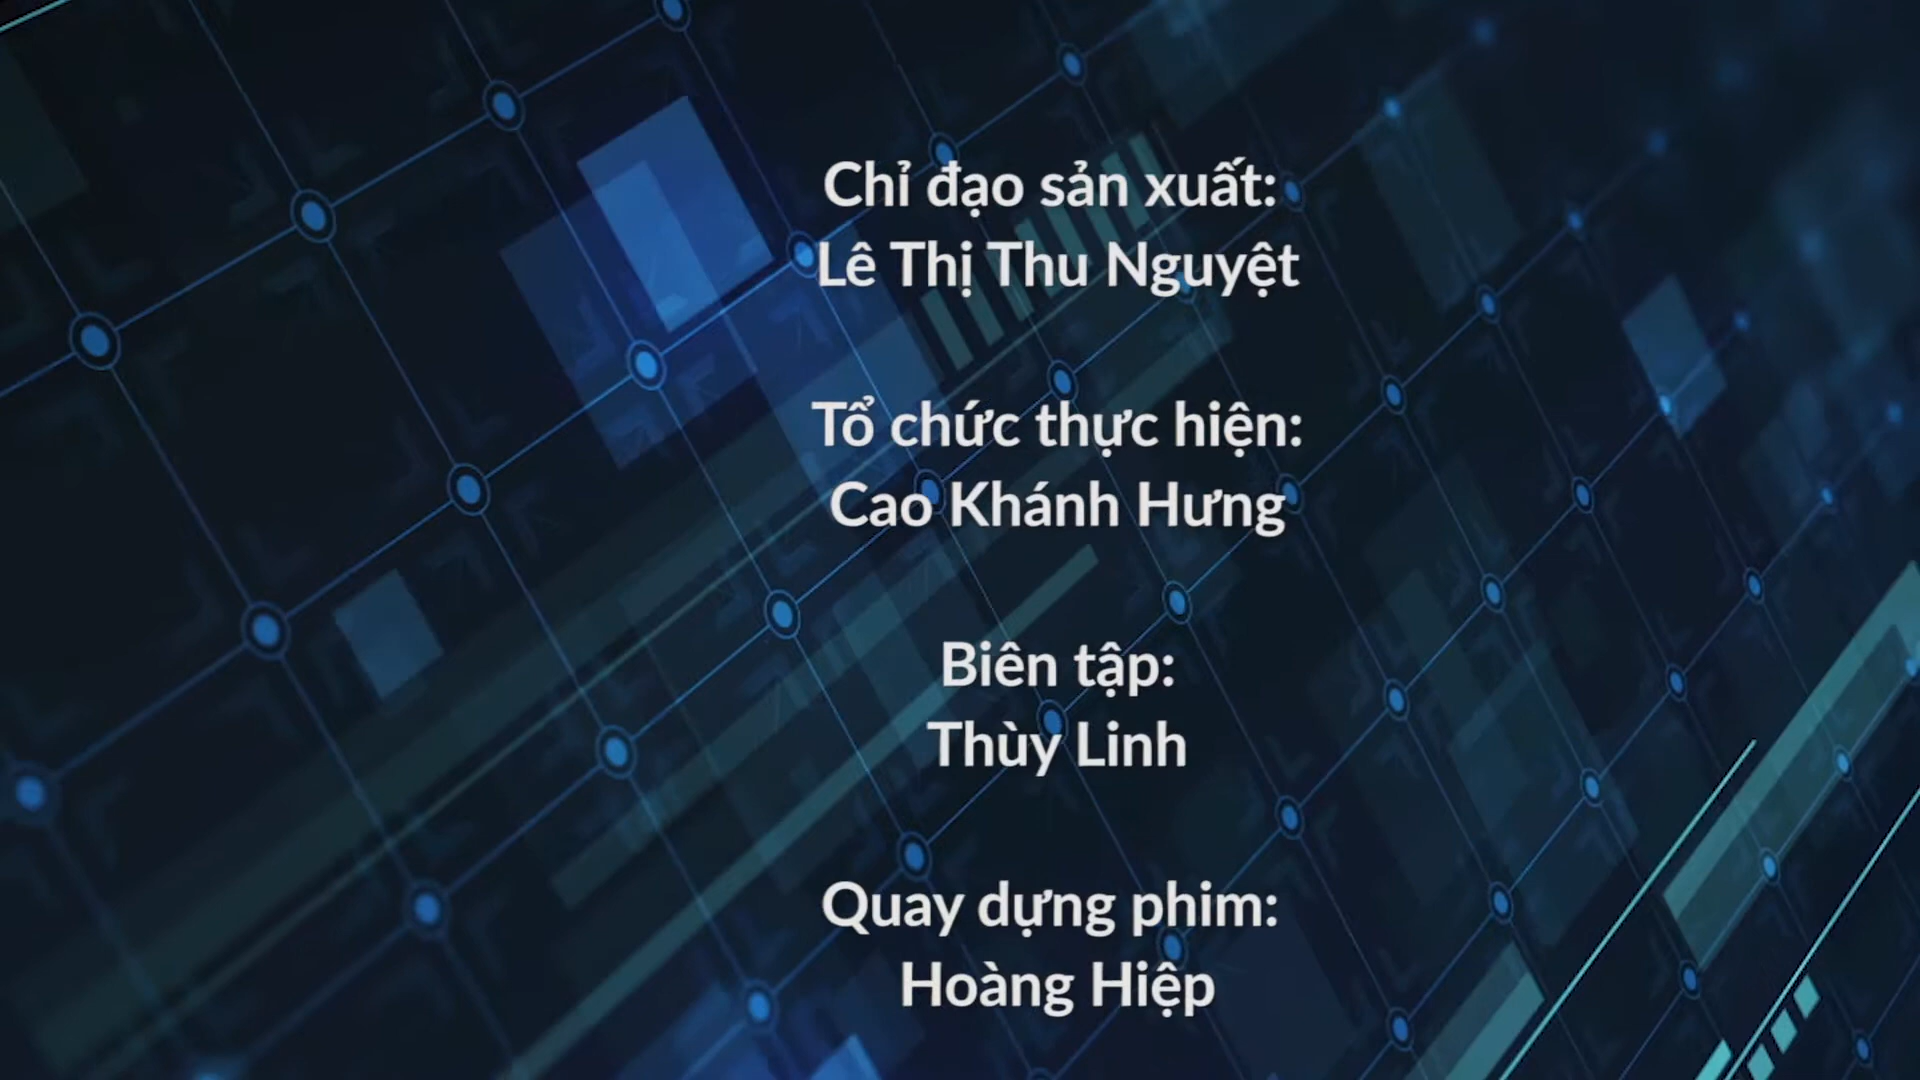 Chỉ đạo sản xuất:
Lê Thị Thu Nguyệt
Tổ chức thực hiện:
Cao Khánh Hưng
Biên tập:
Thùy Linh
Quay dựng phim:
Hoàng Hiệp